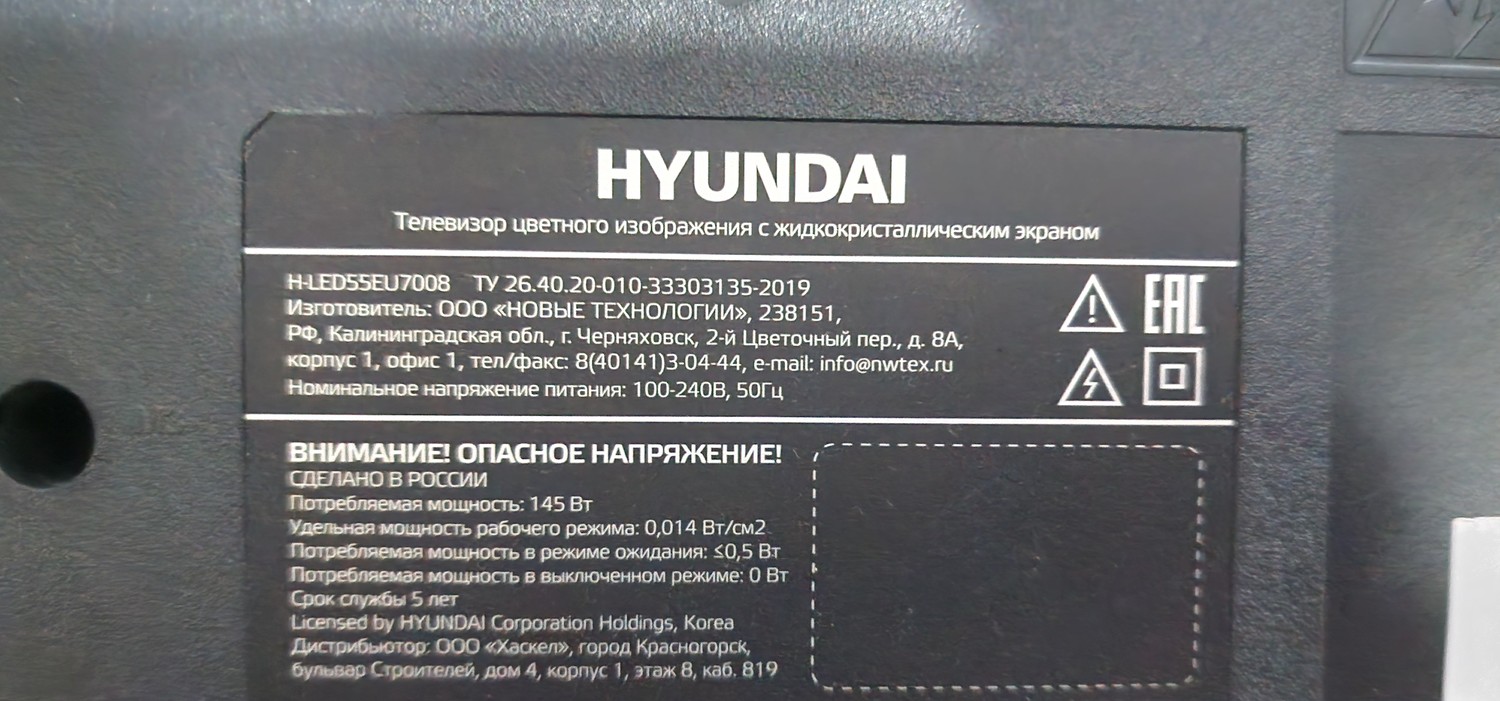 HYUNDAI
Телевизор цветного изображения с жидкокристаллическим экраном
H-LED55EU7008 ТУ 26.40.20-010-33303135-2019
Изготовитель: ООО «НОВЫЕ ТЕХНОЛОГИИ», 238151,
РФ, Калининградская обл., г. Черняховск, 2-й Цветочный пер., д. 8А,
корпус 1, офис 1, тел/факс: 8(40141)3-04-44, e-mail: info@nwtex.ru
Номинальное напряжение питания: 100-240В, 50Гц
EAC
ВНИМАНИЕ! ОПАСНОЕ НАПРЯЖЕНИЕ!
СДЕЛАНО В РОССИИ
Потребляемая мощность: 145 Вт
Удельная мощность рабочего режима: 0,014 Вт/см2
Потребляемая мощность в режиме ожидания: ≤0,5 Вт
Потребляемая мощность в выключенном режиме: 0 Вт
Срок службы 5 лет
Licensed by HYUNDAI Corporation Holdings, Korea
Дистрибьютор: ООО «Хаскел», город Красногорск,
бульвар Строителей, дом 4, корпус 1, этаж 8, каб. 819